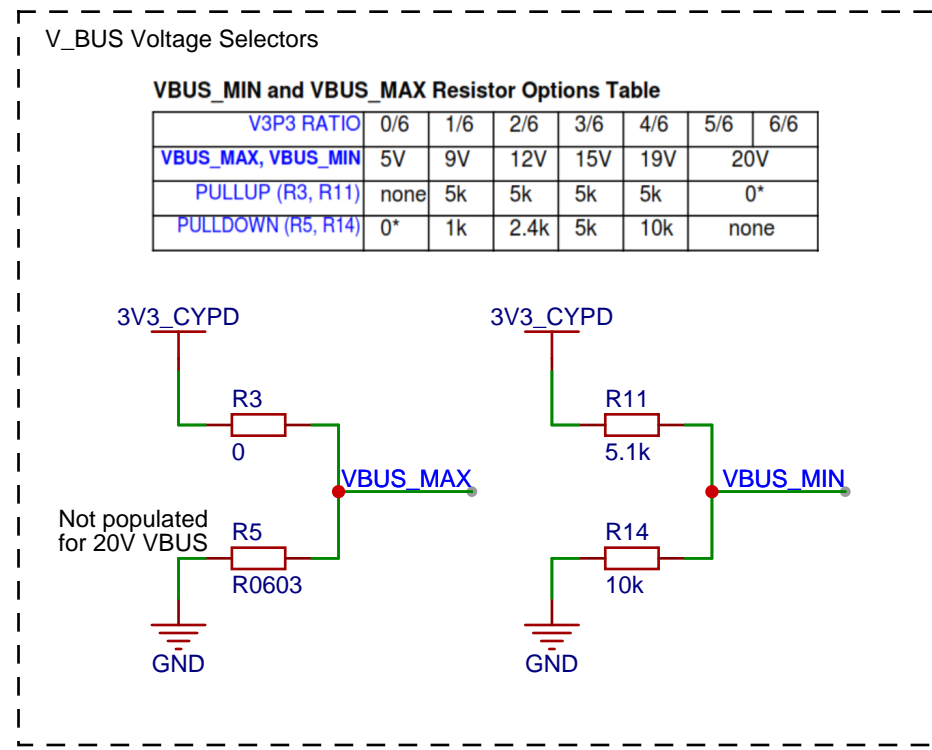 V_BUS Voltage Selectors
VBUS_MIN and VBUS_MAX Resistor Options Table
V3P3 RATIO 0/6 1/6 2/6 3/6 4/6 5/6 6/6
VBUS_MAX, VBUS_MIN 5V 9V 12V 15V 19V 20V
PULLUP (R3, R11) none 5k 5k 5k 5k 0*
PULLDOWN (R5, R14) 0* 1k 2.4k 5k 10k none
3V3_CYPD
R3
0
VBUS_MAX
Not populated
for 20V VBUS
R5
R0603
GND
3V3_CYPD
R11
5.1k
VBUS_MIN
R14
10k
GND